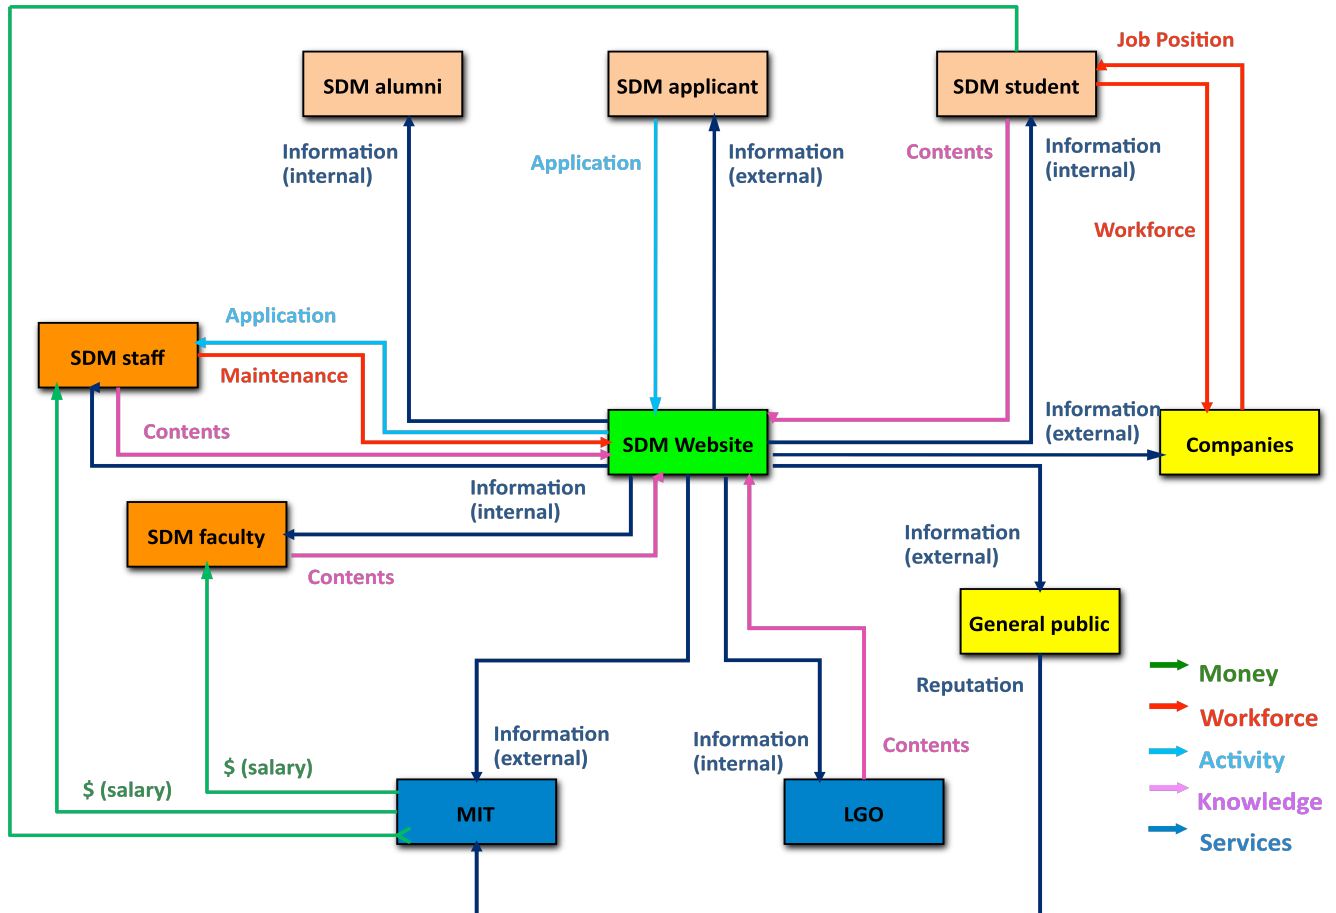 Job Position
SDM alumni
SDM applicant
SDM student
Information
(internal)
Application
Information
(external)
Contents
Information
(internal)
Workforce
Application
SDM staff
Maintenance
Contents
SDM Website
Information
(external)
Companies
Information
(internal)
SDM faculty
Contents
Information
(external)
General public
Reputation
Money
Workforce
Activity
Knowledge
Services
Information
(external)
Information
(internal)
Contents
$ (salary)
$ (salary)
MIT
LGO